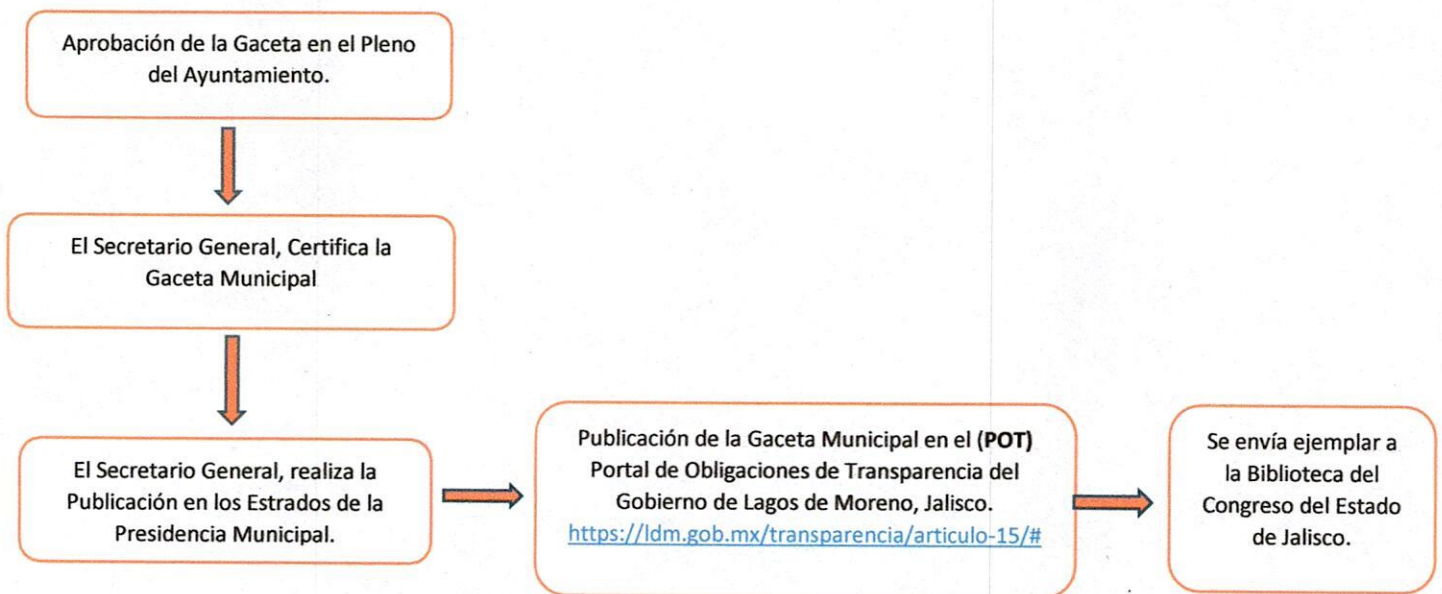 Aprobación de la Gaceta en el Pleno
del Ayuntamiento.
El Secretario General, Certifica la
Gaceta Municipal
El Secretario General, realiza la
Publicación en los Estrados de la
Presidencia Municipal.
Publicación de la Gaceta Municipal en el (POT)
Portal de Obligaciones de Transparencia del
Gobierno de Lagos de Moreno, Jalisco.
https://ldm.gob.mx/transparencia/articulo-15/#
Se envía ejemplar a
la Biblioteca del
Congreso del Estado
de Jalisco.